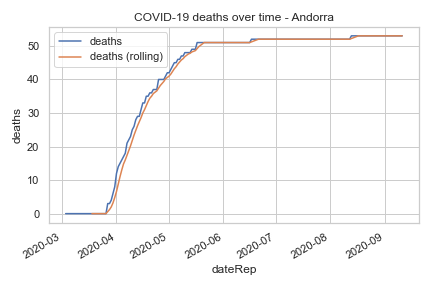 COVID-19 deaths over time - Andorra
deaths
deaths (rolling)
50
40
30
20
10
0
deaths
2020-03
2020-04
2020-05
2020-06
2020-07
2020-08
2020-09
dateRep